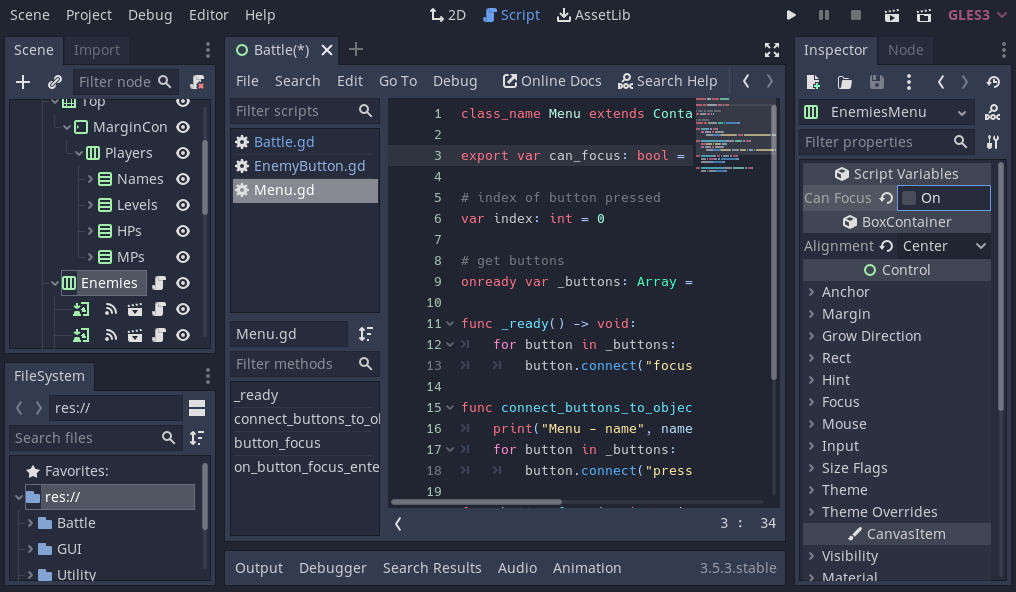 Scene Project Debug Editor Help 2D Script AssetLib GLES3
Scene Import
Filter node
Top
MarginCon
Players
Names
Levels
HPs
MPs
Enemies
FileSystem
res://
Search files
Favorites:
res://
Battle
GUI
Utility
Battle(*)
File Search Edit Go To Debug Online Docs Search Help
Filter scripts
Battle.gd
EnemyButton.gd
Menu.gd
Menu.gd
Filter methods
_ready
connect_buttons_to_ol
button_focus
on_button_focus_ente
1 class_name Menu extends Conta
2
3 export var can_focus: bool =
4
5 # index of button pressed
6 var index: int = 0
7
8 # get buttons
9 onready var _buttons: Array =
10
11 func _ready() -> void:
12 for button in _buttons:
13 button.connect("focus
14
15 func connect_buttons_to_objec
16 print("Menu - name", name
17 for button in _buttons:
18 button.connect("press
19
3 : 34
Output Debugger Search Results Audio Animation 3.5.3.stable
Inspector Node
EnemiesMenu
Filter properties
Script Variables
Can Focus On
BoxContainer
Alignment Center
Control
Anchor
Margin
Grow Direction
Rect
Hint
Focus
Mouse
Input
Size Flags
Theme
Theme Overrides
CanvasItem
Visibility
Material